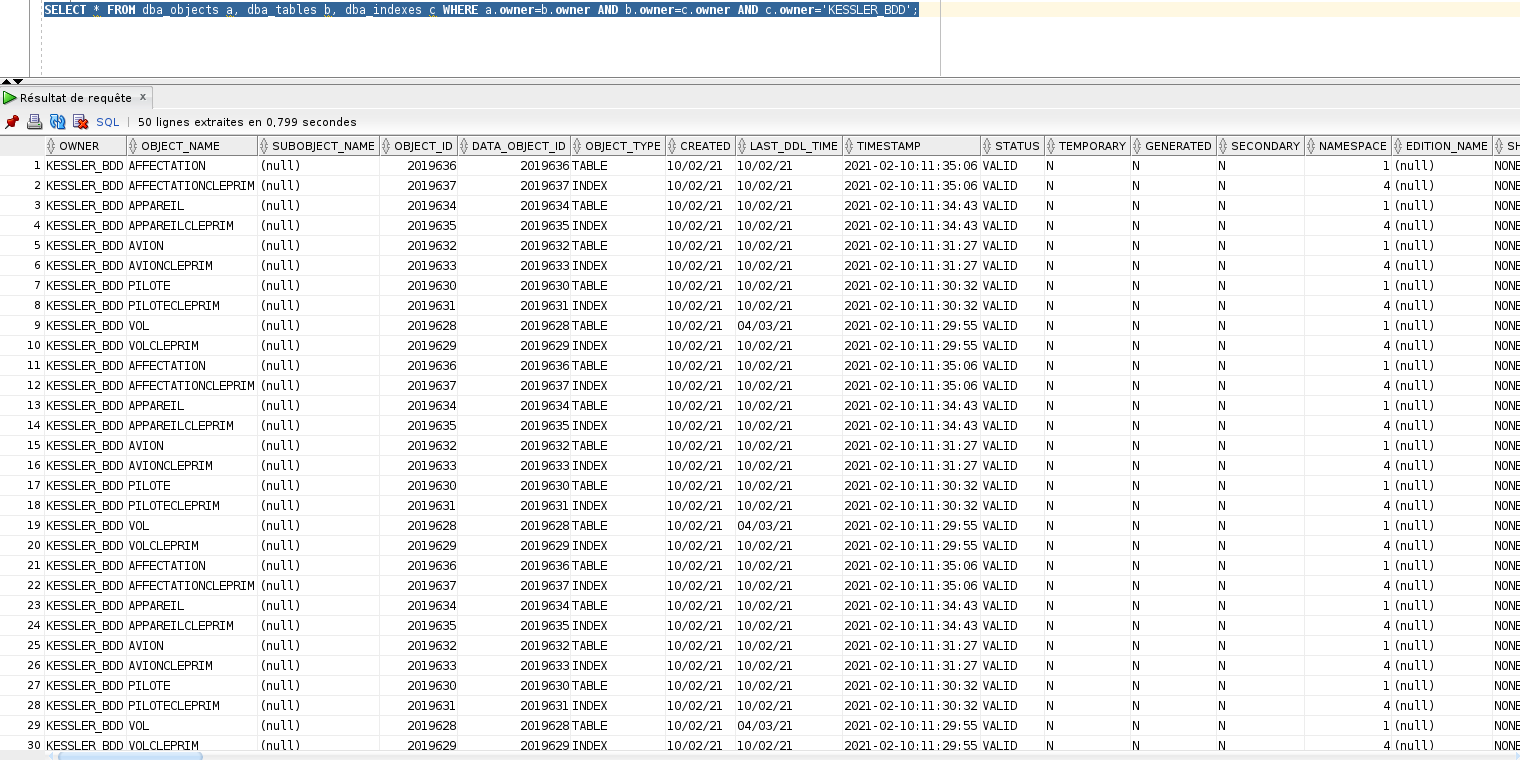 SELECT * FROM dba_objects a, dba_tables b, dba_indexes c WHERE a.owner=b.owner AND b.owner=c.owner AND c.owner='KESSLER_BDD';
Résultat de requête x
SQL | 50 lignes extraites en 0,799 secondes
OWNER OBJECT_NAME SUBOBJECT_NAME OBJECT_ID DATA_OBJECT_ID OBJECT_TYPE CREATED LAST_DDL_TIME TIMESTAMP STATUS TEMPORARY GENERATED SECONDARY NAMESPACE EDITION_NAME SH
1 KESSLER_BDD AFFECTATION (null) 2019636 2019636 TABLE 10/02/21 10/02/21 2021-02-10:11:35:06 VALID N N N 1 (null) NONE
2 KESSLER_BDD AFFECTATIONCLEPRIM (null) 2019637 2019637 INDEX 10/02/21 10/02/21 2021-02-10:11:35:06 VALID N N N 4 (null) NONE
3 KESSLER_BDD APPAREIL (null) 2019634 2019634 TABLE 10/02/21 10/02/21 2021-02-10:11:34:43 VALID N N N 1 (null) NONE
4 KESSLER_BDD APPAREILCLEPRIM (null) 2019635 2019635 INDEX 10/02/21 10/02/21 2021-02-10:11:34:43 VALID N N N 4 (null) NONE
5 KESSLER_BDD AVION (null) 2019632 2019632 TABLE 10/02/21 10/02/21 2021-02-10:11:31:27 VALID N N N 1 (null) NONE
6 KESSLER_BDD AVIONCLEPRIM (null) 2019633 2019633 INDEX 10/02/21 10/02/21 2021-02-10:11:31:27 VALID N N N 4 (null) NONE
7 KESSLER_BDD PILOTE (null) 2019630 2019630 TABLE 10/02/21 10/02/21 2021-02-10:11:30:32 VALID N N N 1 (null) NONE
8 KESSLER_BDD PILOTECLEPRIM (null) 2019631 2019631 INDEX 10/02/21 10/02/21 2021-02-10:11:30:32 VALID N N N 4 (null) NONE
9 KESSLER_BDD VOL (null) 2019628 2019628 TABLE 10/02/21 04/03/21 2021-02-10:11:29:55 VALID N N N 1 (null) NONE
10 KESSLER_BDD VOLCLEPRIM (null) 2019629 2019629 INDEX 10/02/21 10/02/21 2021-02-10:11:29:55 VALID N N N 4 (null) NONE
11 KESSLER_BDD AFFECTATION (null) 2019636 2019636 TABLE 10/02/21 10/02/21 2021-02-10:11:35:06 VALID N N N 1 (null) NONE
12 KESSLER_BDD AFFECTATIONCLEPRIM (null) 2019637 2019637 INDEX 10/02/21 10/02/21 2021-02-10:11:35:06 VALID N N N 4 (null) NONE
13 KESSLER_BDD APPAREIL (null) 2019634 2019634 TABLE 10/02/21 10/02/21 2021-02-10:11:34:43 VALID N N N 1 (null) NONE
14 KESSLER_BDD APPAREILCLEPRIM (null) 2019635 2019635 INDEX 10/02/21 10/02/21 2021-02-10:11:34:43 VALID N N N 4 (null) NONE
15 KESSLER_BDD AVION (null) 2019632 2019632 TABLE 10/02/21 10/02/21 2021-02-10:11:31:27 VALID N N N 1 (null) NONE
16 KESSLER_BDD AVIONCLEPRIM (null) 2019633 2019633 INDEX 10/02/21 10/02/21 2021-02-10:11:31:27 VALID N N N 4 (null) NONE
17 KESSLER_BDD PILOTE (null) 2019630 2019630 TABLE 10/02/21 10/02/21 2021-02-10:11:30:32 VALID N N N 1 (null) NONE
18 KESSLER_BDD PILOTECLEPRIM (null) 2019631 2019631 INDEX 10/02/21 10/02/21 2021-02-10:11:30:32 VALID N N N 4 (null) NONE
19 KESSLER_BDD VOL (null) 2019628 2019628 TABLE 10/02/21 04/03/21 2021-02-10:11:29:55 VALID N N N 1 (null) NONE
20 KESSLER_BDD VOLCLEPRIM (null) 2019629 2019629 INDEX 10/02/21 10/02/21 2021-02-10:11:29:55 VALID N N N 4 (null) NONE
21 KESSLER_BDD AFFECTATION (null) 2019636 2019636 TABLE 10/02/21 10/02/21 2021-02-10:11:35:06 VALID N N N 1 (null) NONE
22 KESSLER_BDD AFFECTATIONCLEPRIM (null) 2019637 2019637 INDEX 10/02/21 10/02/21 2021-02-10:11:35:06 VALID N N N 4 (null) NONE
23 KESSLER_BDD APPAREIL (null) 2019634 2019634 TABLE 10/02/21 10/02/21 2021-02-10:11:34:43 VALID N N N 1 (null) NONE
24 KESSLER_BDD APPAREILCLEPRIM (null) 2019635 2019635 INDEX 10/02/21 10/02/21 2021-02-10:11:34:43 VALID N N N 4 (null) NONE
25 KESSLER_BDD AVION (null) 2019632 2019632 TABLE 10/02/21 10/02/21 2021-02-10:11:31:27 VALID N N N 1 (null) NONE
26 KESSLER_BDD AVIONCLEPRIM (null) 2019633 2019633 INDEX 10/02/21 10/02/21 2021-02-10:11:31:27 VALID N N N 4 (null) NONE
27 KESSLER_BDD PILOTE (null) 2019630 2019630 TABLE 10/02/21 10/02/21 2021-02-10:11:30:32 VALID N N N 1 (null) NONE
28 KESSLER_BDD PILOTECLEPRIM (null) 2019631 2019631 INDEX 10/02/21 10/02/21 2021-02-10:11:30:32 VALID N N N 4 (null) NONE
29 KESSLER_BDD VOL (null) 2019628 2019628 TABLE 10/02/21 04/03/21 2021-02-10:11:29:55 VALID N N N 1 (null) NONE
30 KESSLER_BDD VOLCLEPRIM (null) 2019629 2019629 INDEX 10/02/21 10/02/21 2021-02-10:11:29:55 VALID N N N 4 (null) NONE